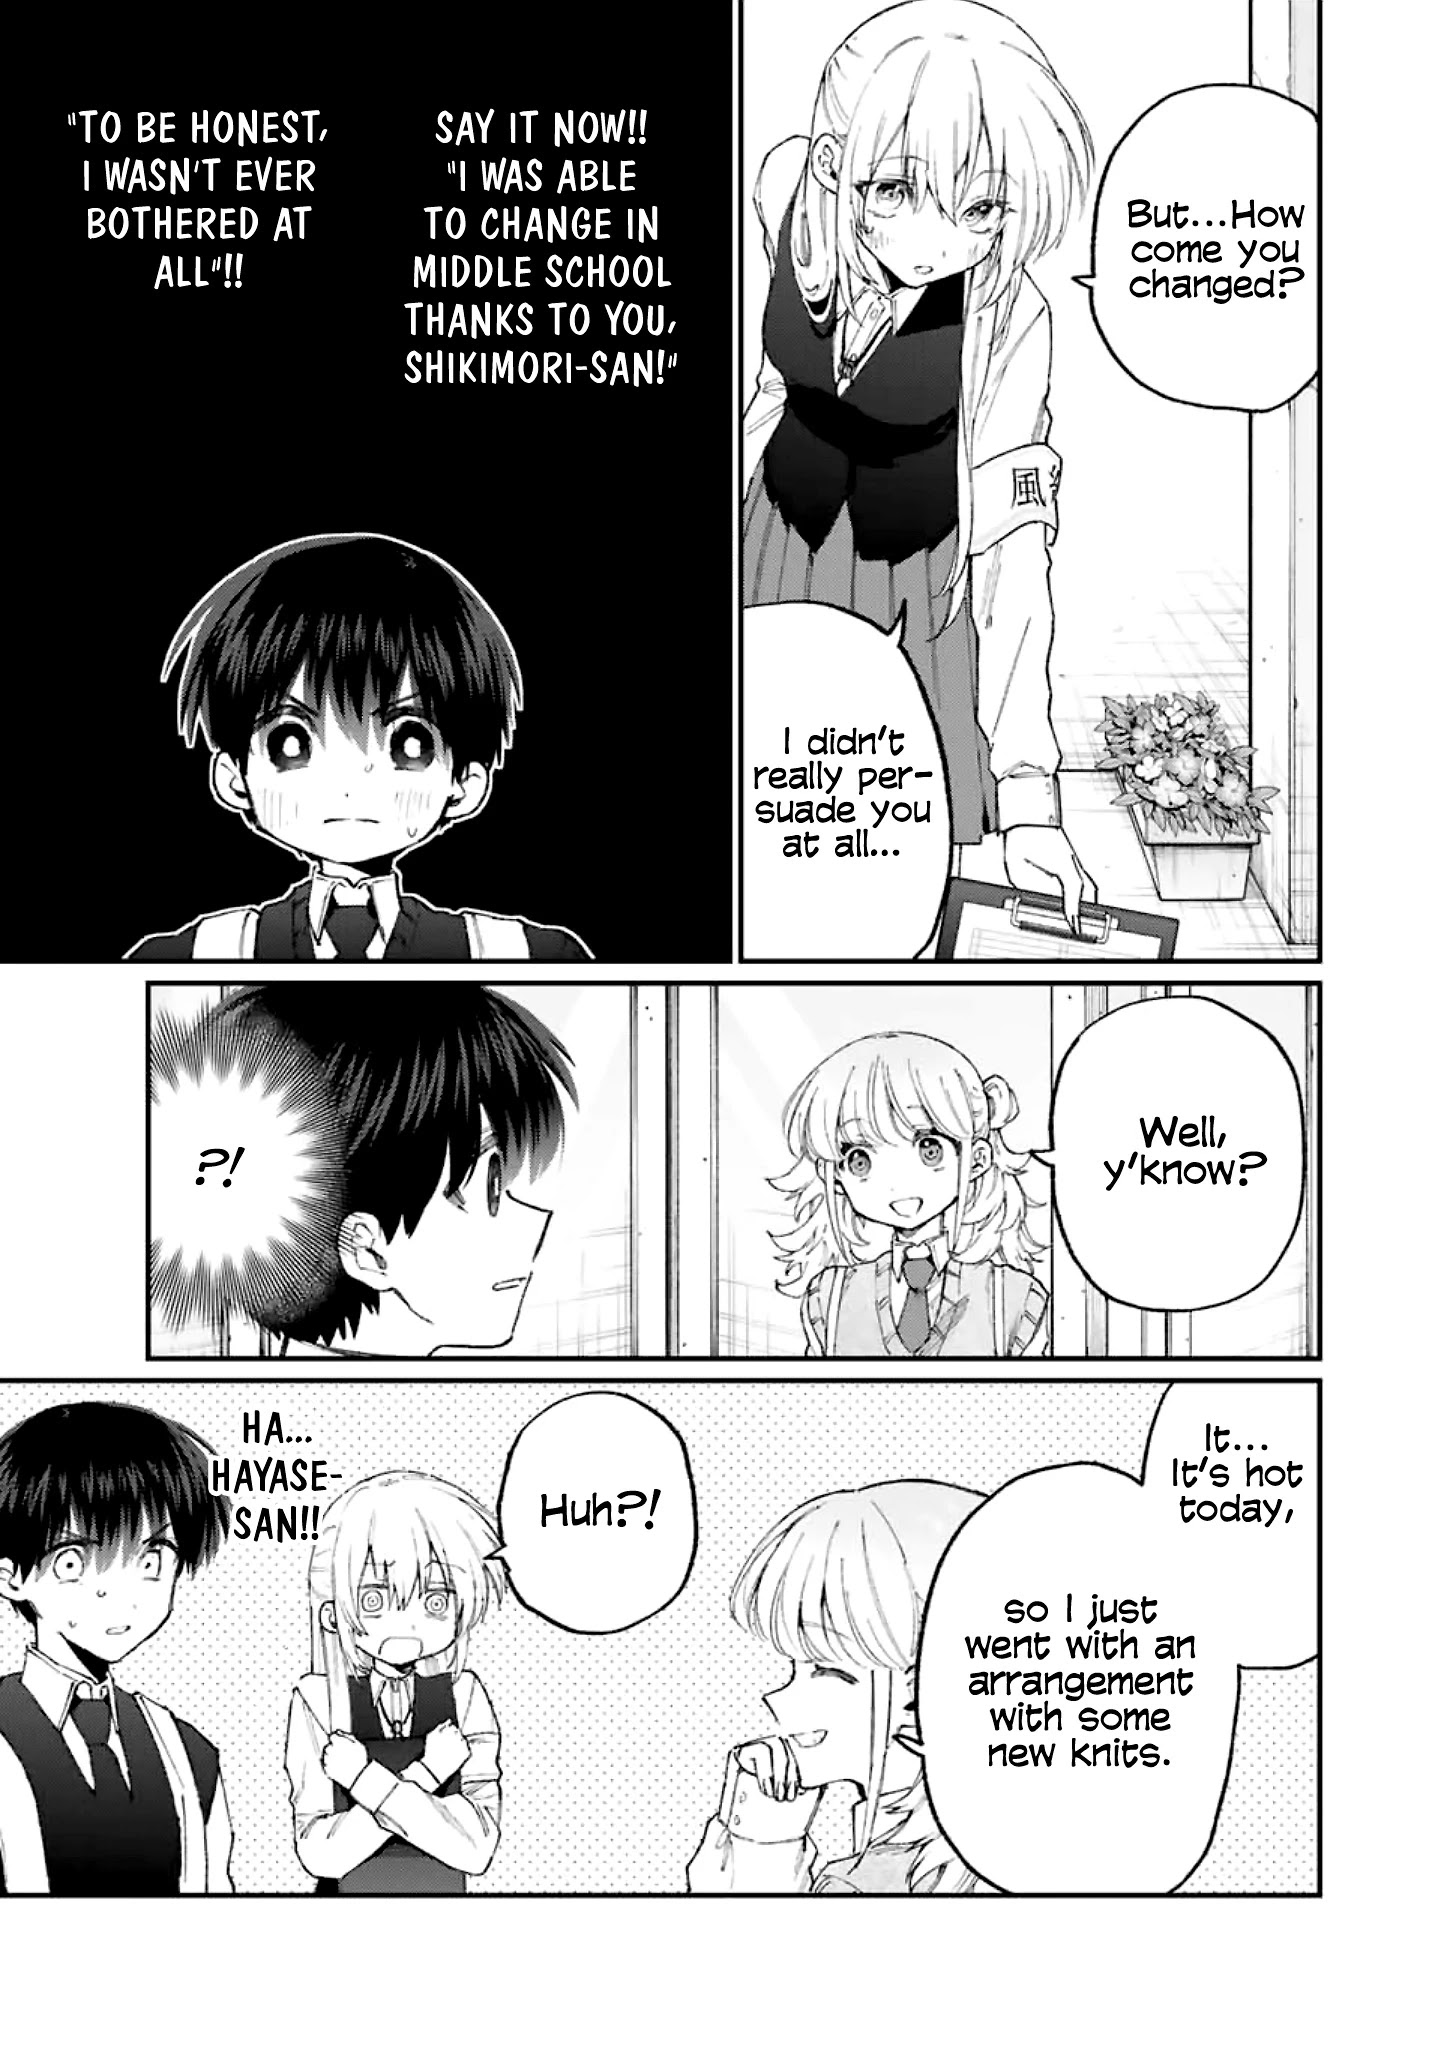 But...How
come you
changed?
風
I didn't
really per-
suade you
at all...
SAY IT NOW!!
"I WAS ABLE
TO CHANGE IN
MIDDLE SCHOOL
THANKS TO YOU,
SHIKIMORI-SAN!"
"TO BE HONEST,
I WASN'T EVER
BOTHERED AT
ALL"!!
Well,
y'know?
?!
It...
It's hot
today,
so I just
went with an
arrangement
with some
new knits.
Huh?!
HA...
HAYASE-
SAN!!